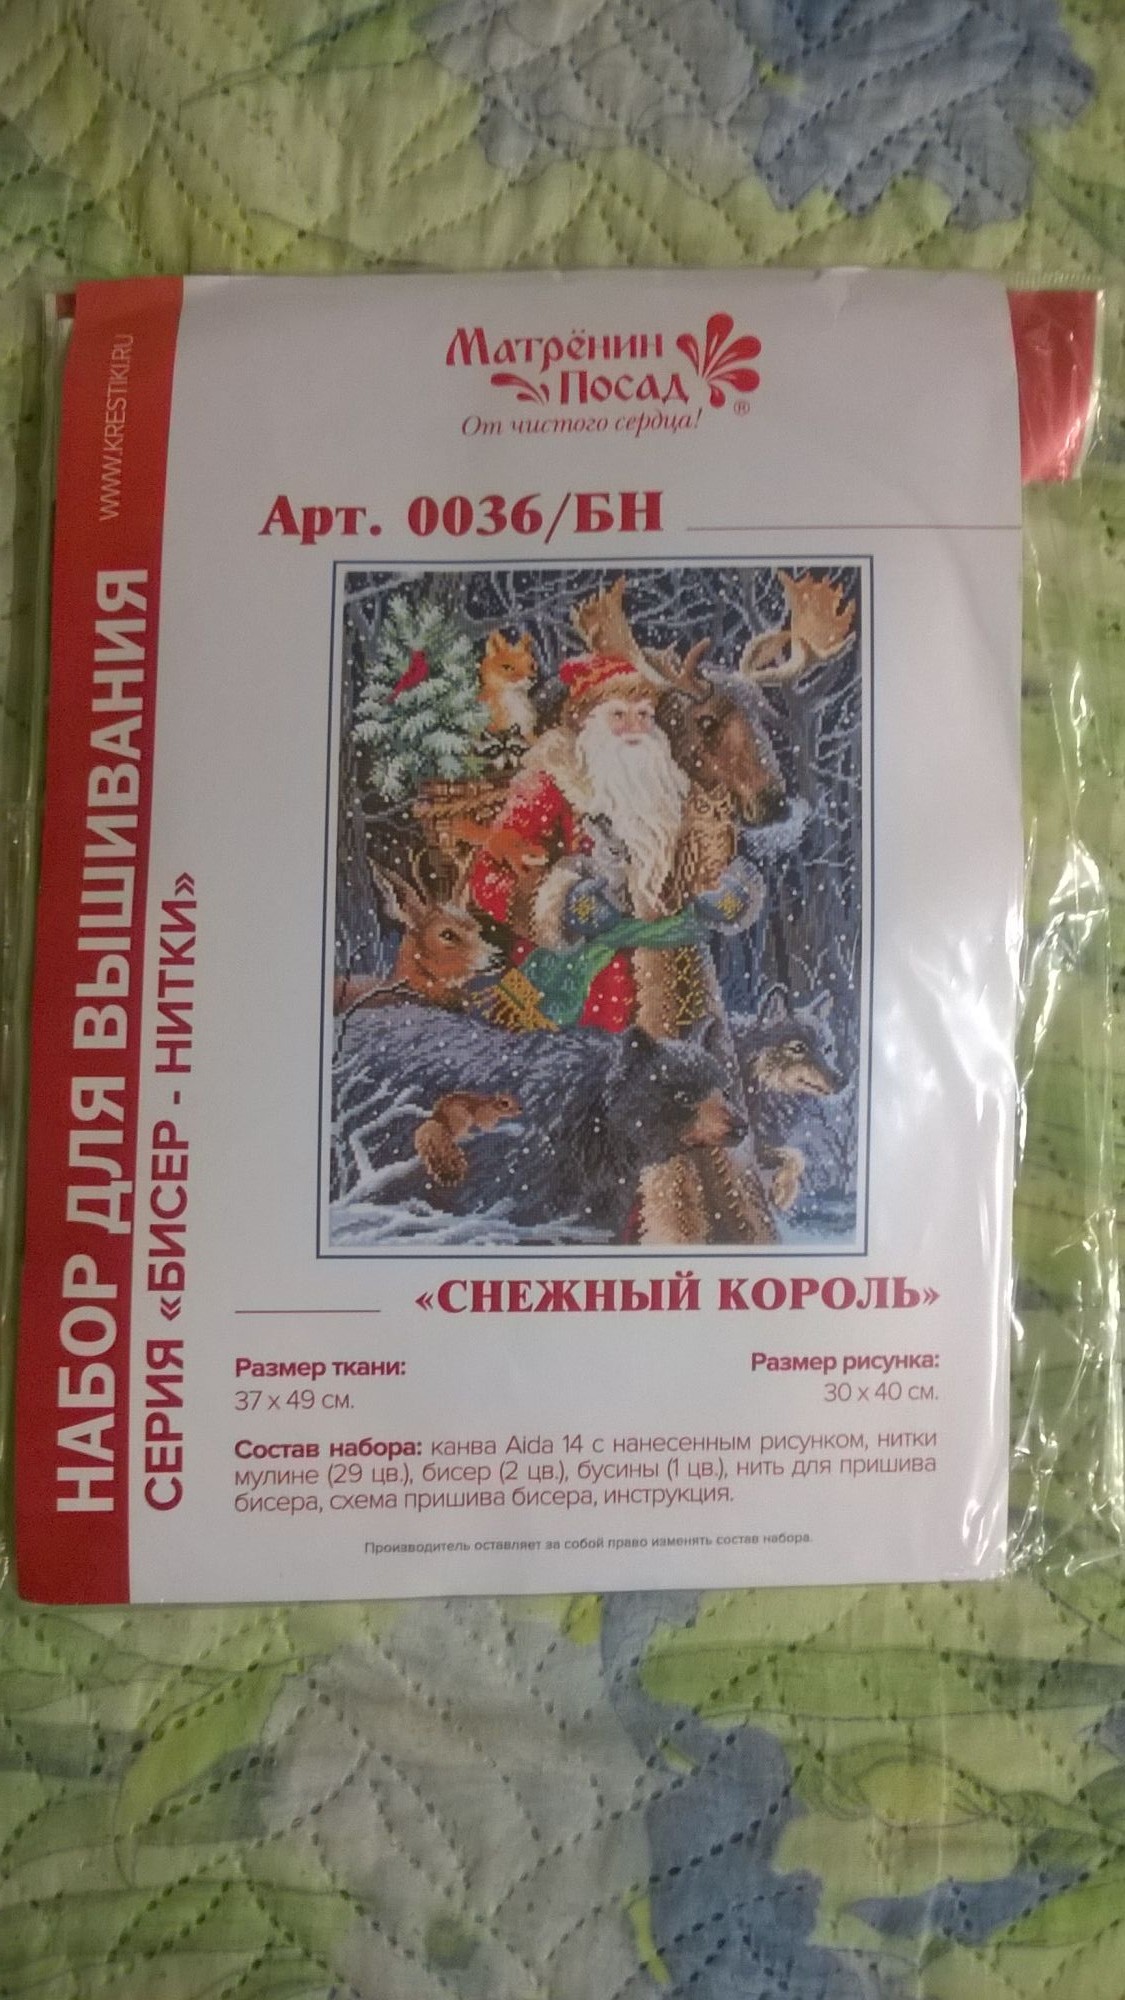 WWW.KRESTIKI.RU
НАБОР ДЛЯ ВЫШИВАНИЯ
СЕРИЯ «БИСЕР - НИТКИ»
Матрёнин
Посад
®
От чистого сердца!
Арт. 0036/БН
«СНЕЖНЫЙ КОРОЛЬ»
Размер ткани:
37 х 49 см.
Размер рисунка:
30 х 40 см.
Состав набора: канва Aida 14 с нанесенным рисунком, нитки
мулине (29 цв.), бисер (2 цв.), бусины (1 цв.), нить для пришива
бисера, схема пришива бисера, инструкция.
Производитель оставляет за собой право изменять состав набора.